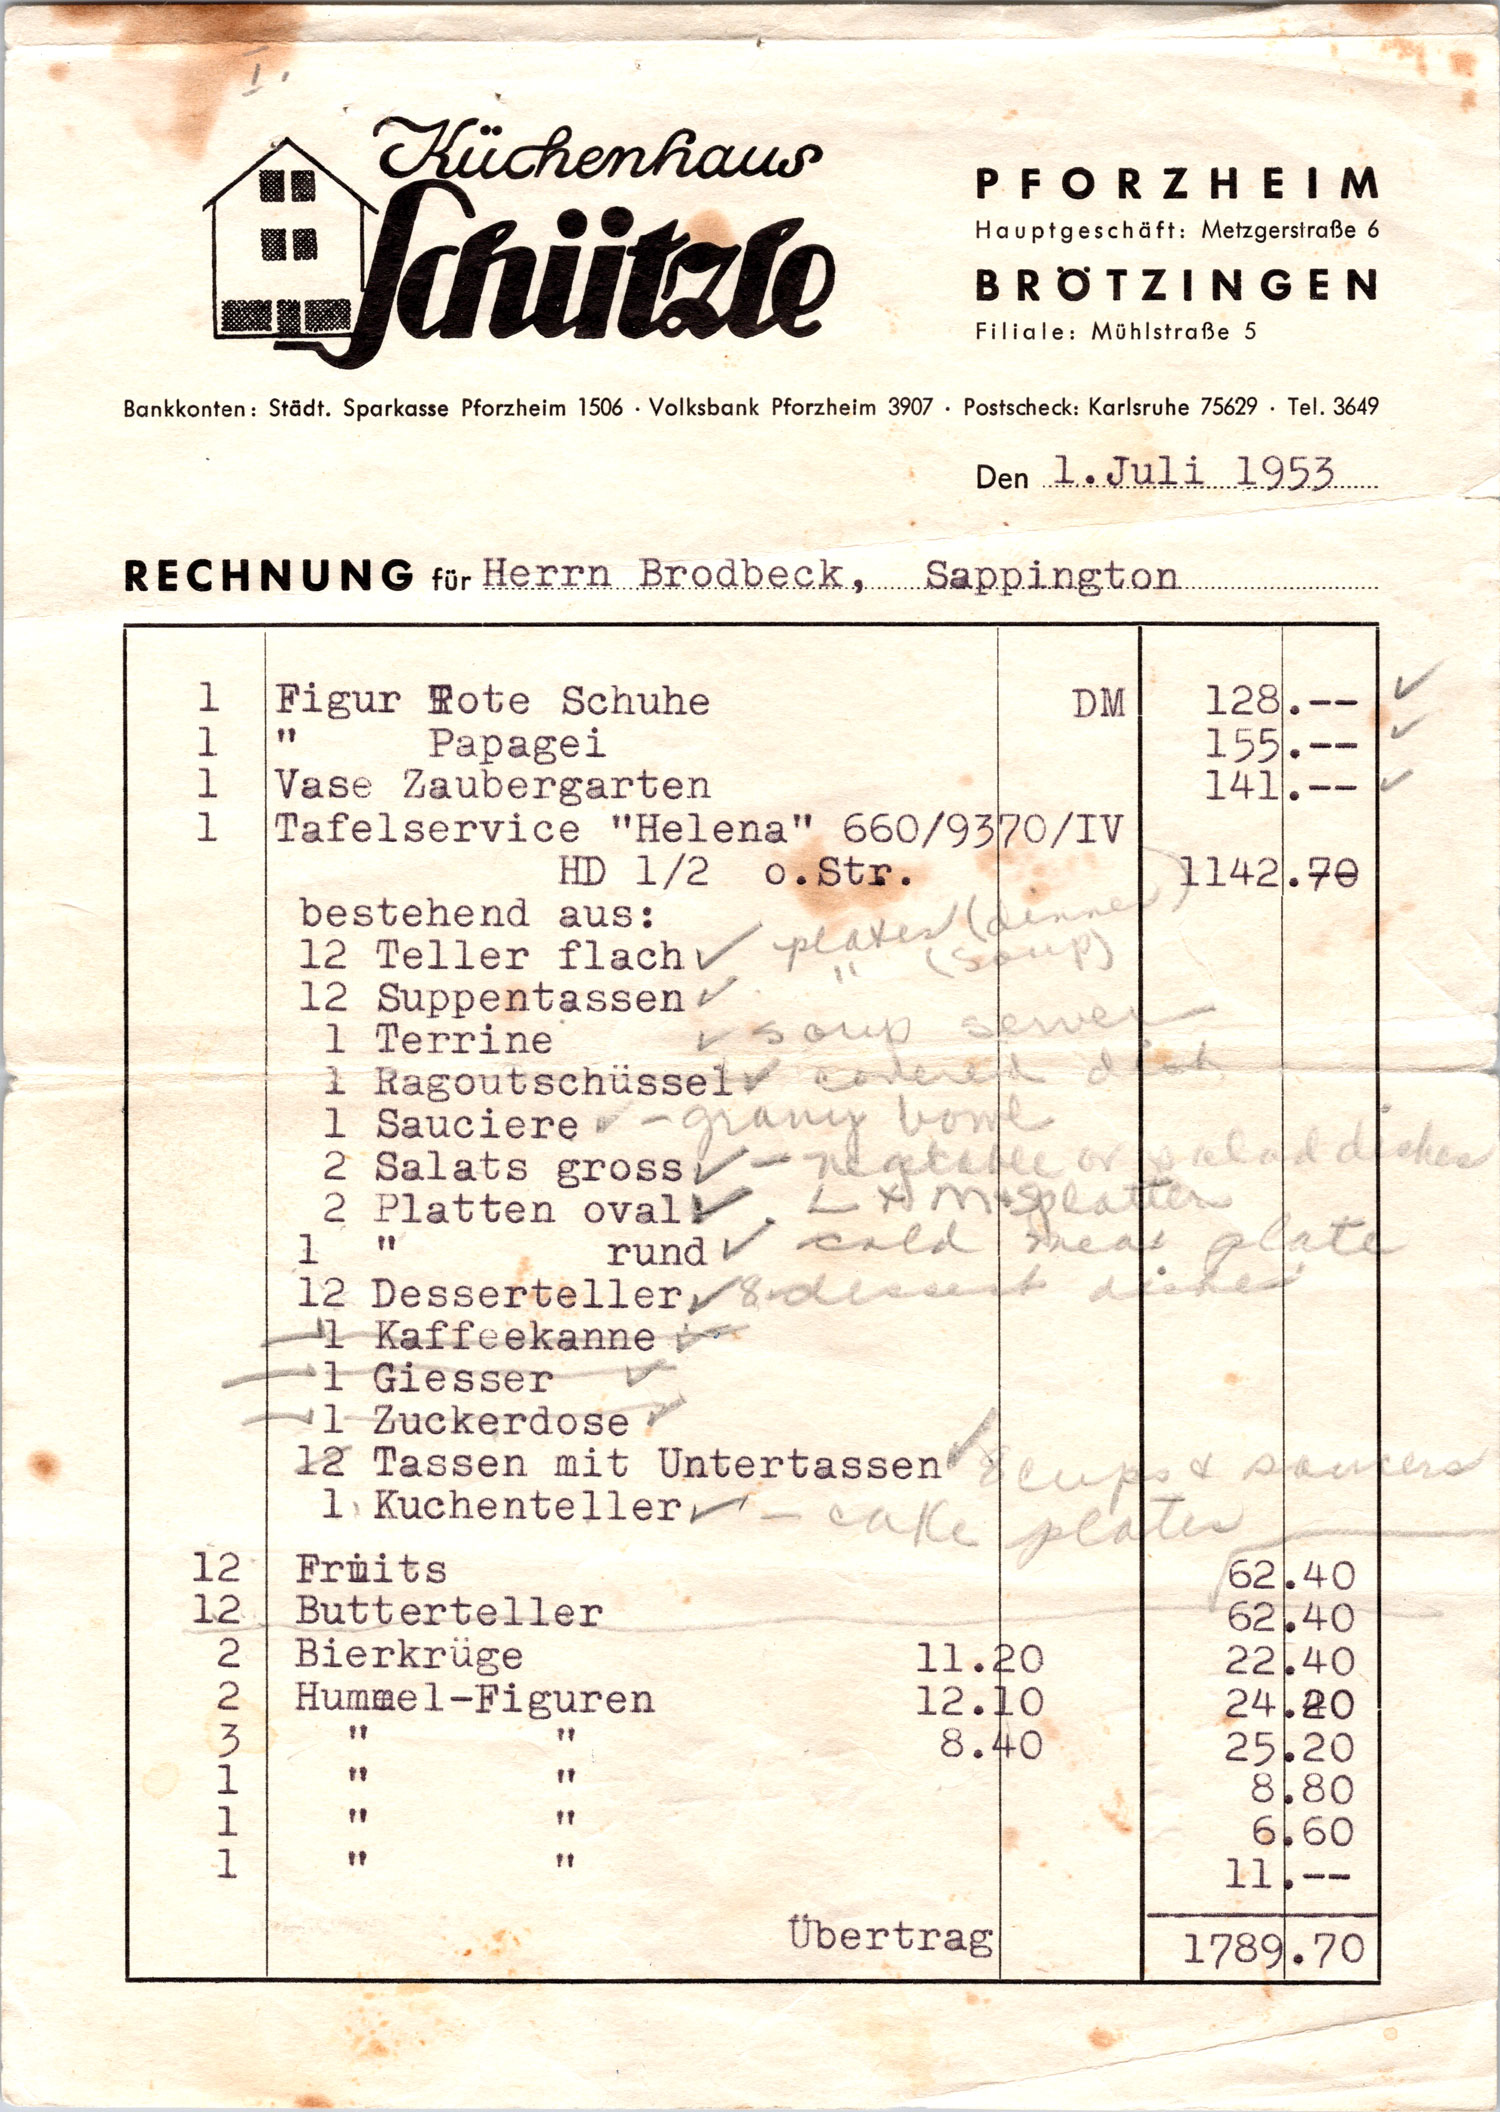 I.
Küchenhaus
Schützle
PFORZHEIM
Hauptgeschäft: Metzgerstraße 6
BRÖTZINGEN
Filiale: Mühlstraße 5
Bankkonten: Städt. Sparkasse Pforzheim 1506 · Volksbank Pforzheim 3907 · Postscheck: Karlsruhe 75629 · Tel. 3649
Den 1.Juli 1953
RECHNUNG für Herrn Brodbeck, Sappington
1 Figur Rote Schuhe DM 128.--
1 " Papagei 155.--
1 Vase Zaubergarten 141.--
1 Tafelservice "Helena" 660/9370/IV
HD 1/2 o.Str. 1142.70
bestehend aus:
12 Teller flach plates (dinner)
12 Suppentassen " (soup)
1 Terrine soup server
1 Ragoutschüssel covered dish
1 Sauciere - gravy bowl
2 Salats gross - vegetable or salad dishes
2 Platten oval L + M platter
1 " rund cold meat plate
12 Desserteller 8 dessert dishes
1 Kaffeekanne
1 Giesser
1 Zuckerdose
12 Tassen mit Untertassen 8 cups & saucers
1 Kuchenteller - cake plates
12 Fruits 62.40
12 Butterteller 62.40
2 Bierkrüge 11.20 22.40
2 Hummel-Figuren 12.10 24.20
3 " " 8.40 25.20
1 " " 8.80
1 " " 6.60
1 " " 11.--
Übertrag 1789.70